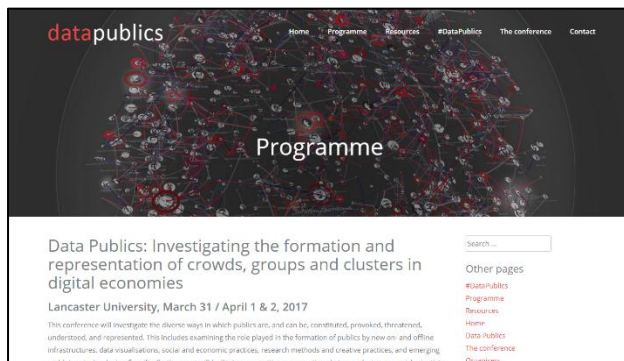 datapublics
Home Programme Resources #DataPublics The conference Contact
Programme
Data Publics: Investigating the formation and
representation of crowds, groups and clusters in
digital economies
Lancaster University, March 31 / April 1 & 2, 2017
This conference will investigate the diverse ways in which publics are, and can be, constituted, provoked, threatened,
understood, and represented. This includes examining the role played in the formation of publics by new on- and offline
infrastructures, data visualisations, social and economic practices, research methods and creative practices, and emerging
Search ...
Other pages
#DataPublics
Programme
Resources
Home
Data Publics
The conference